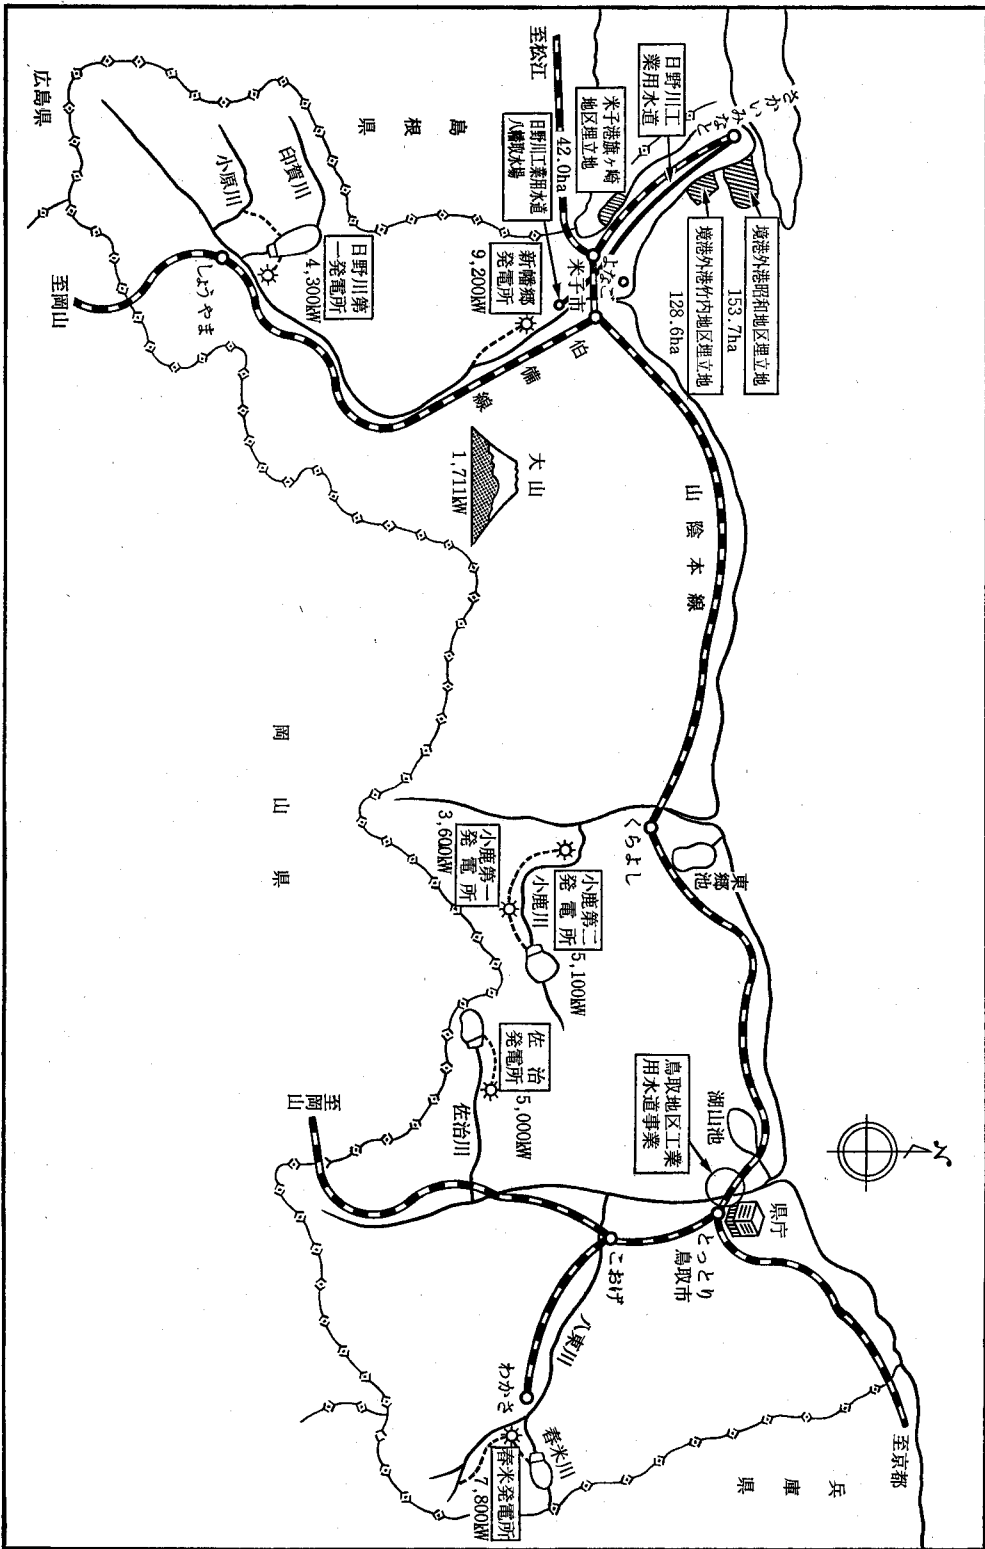 さかいみなと
日野川工
業用水道
境港外港昭和地区埋立地
153.7ha
境港外港竹内地区埋立地
128.6ha
米子港旗ヶ崎
地区埋立地
42.0ha
至松江
日野川工業用水道
八幡取水場
よなご
米子市
新幡郷
発電所
9,200kW
島根県
広島県
印賀川
小原川
日野川第
一発電所
4,300kW
しょうやま
至岡山
伯備線
大山
1,711kW
山陰本線
岡山県
くらよし
東郷池
小鹿第一
発電所
3,600kW
小鹿第二
発電所
5,100kW
小鹿川
佐治
発電所
5,000kW
佐治川
至岡山
鳥取地区工業
用水道事業
湖山池
N
県庁
とっとり
鳥取市
こおげ
八東川
わかさ
春米川
春米発電所
7,800kW
至京都
兵庫県